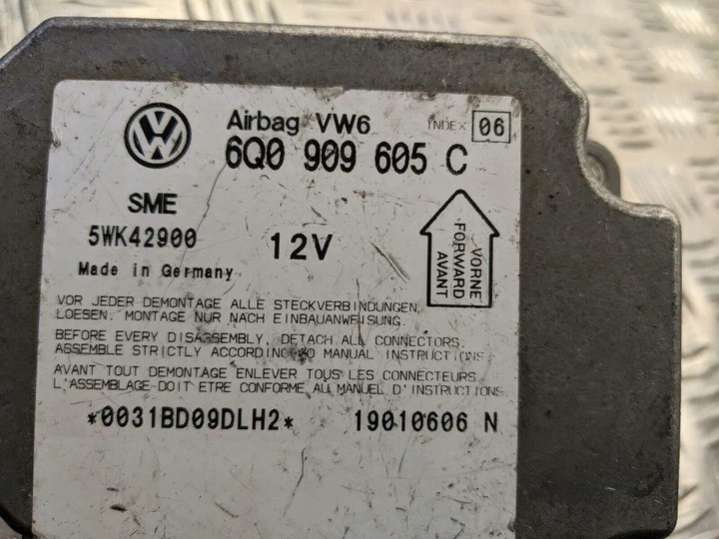 Airbag VW6 INDEX 06
6Q0 909 605 C
SME
5WK42900 12V
Made in Germany
VORNE
FORWARD
AVANT
VOR JEDER DEMONTAGE ALLE STECKVERBINDUNGEN
LOESEN. MONTAGE NUR NACH EINBAUANWEISUNG.
BEFORE EVERY DISASSEMBLY, DETACH ALL CONNECTORS.
ASSEMBLE STRICTLY ACCORDING TO MANUAL INSTRUCTIONS.
AVANT TOUT DEMONTAGE ENLEVER TOUS LES CONNECTEURS.
L'ASSEMBLAGE DOIT ETRE CONFORME AU MANUEL D'INSTRUCTIONS
*0031BD09DLH2* 19010606 N